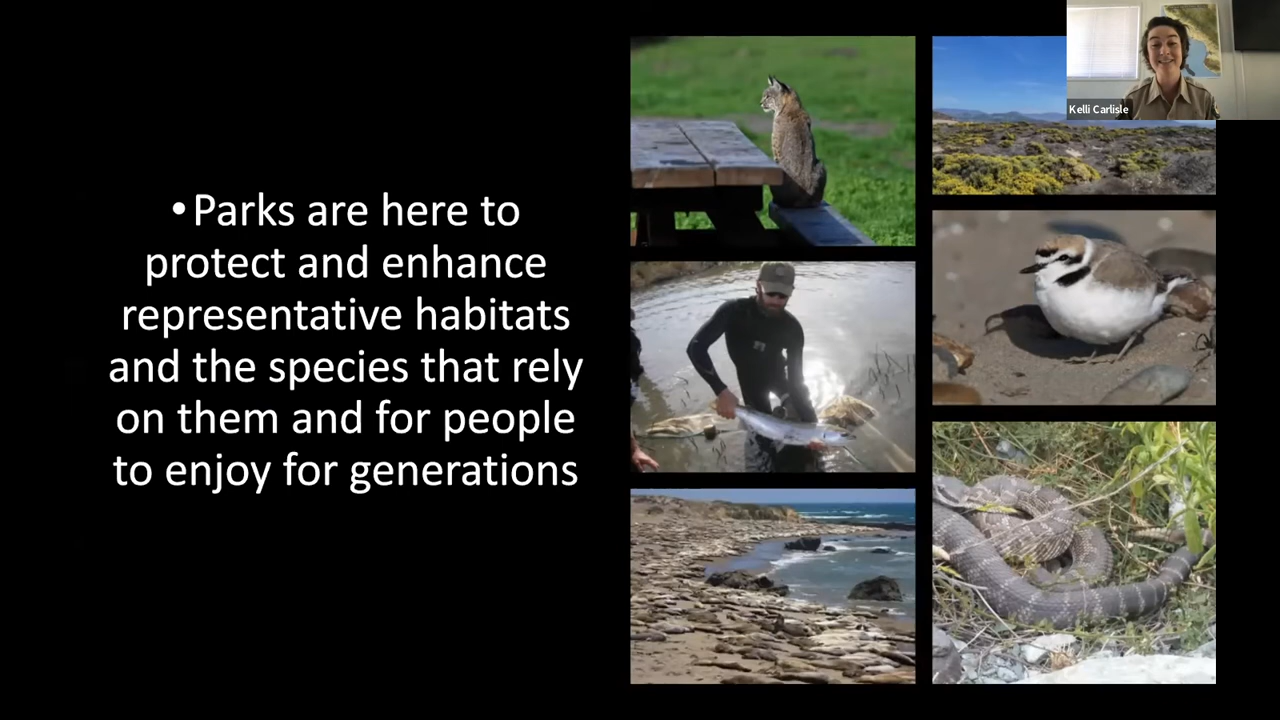 •Parks are here to
protect and enhance
representative habitats
and the species that rely
on them and for people
to enjoy for generations
Kelli Carlisle